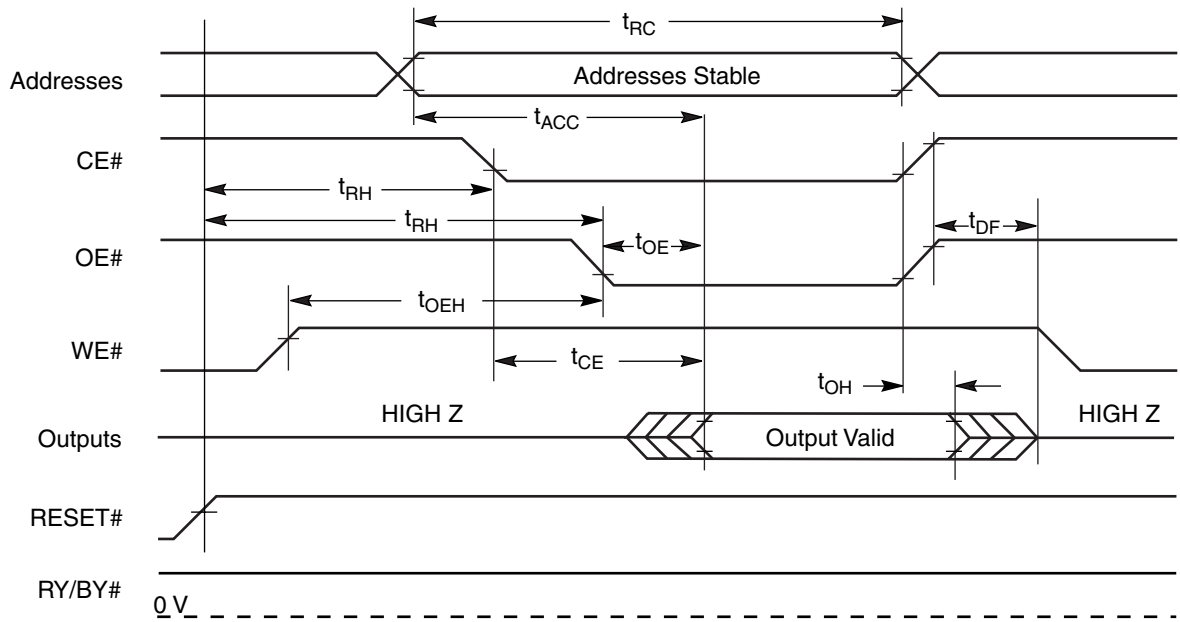 tRC
Addresses
Addresses Stable
tACC
CE#
tRH
tRH
tDF
OE#
tOE
tOEH
WE#
tCE
tOH
HIGH Z
HIGH Z
Outputs
Output Valid
RESET#
RY/BY#
0 V